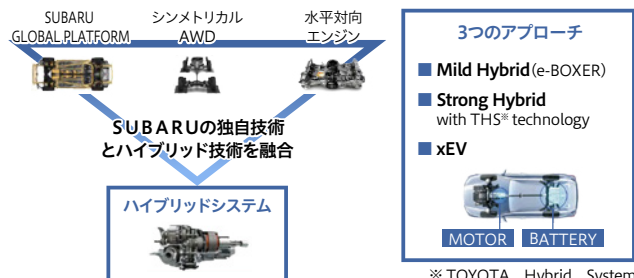 SUBARU
GLOBAL PLATFORM
シンメトリカル
AWD
水平対向
エンジン
SUBARUの独自技術
とハイブリッド技術を融合
ハイブリッドシステム
3つのアプローチ
■ Mild Hybrid(e-BOXER)
■ Strong Hybrid
with THS※ technology
■ xEV
MOTOR BATTERY
※ TOYOTA Hybrid System